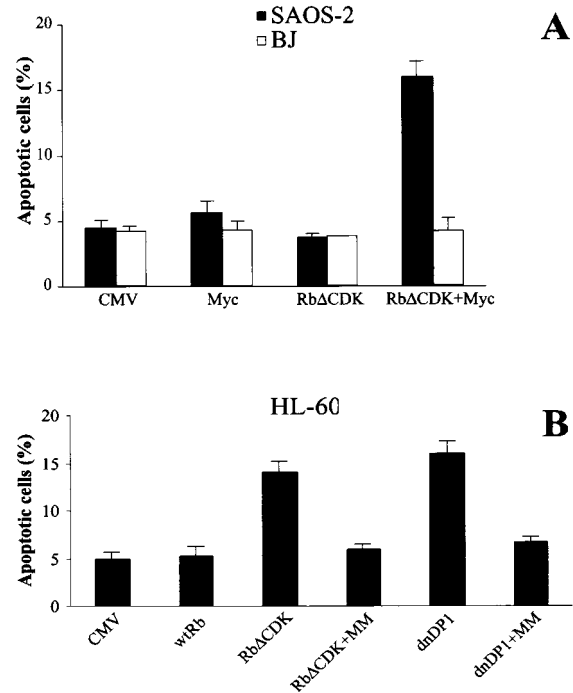 ■ SAOS-2
□ BJ
A
Apoptotic cells (%)
20
15
10
5
0
CMV Myc RbΔCDK RbΔCDK+Myc
HL-60
B
Apoptotic cells (%)
20
15
10
5
0
CMV wtRb RbΔCDK RbΔCDK+MM dnDP1 dnDP1+MM